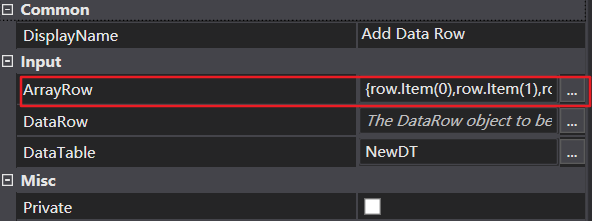 Common
DisplayName Add Data Row
Input
ArrayRow {row.Item(0),row.Item(1),ro ...
DataRow The DataRow object to be ...
DataTable NewDT ...
Misc
Private